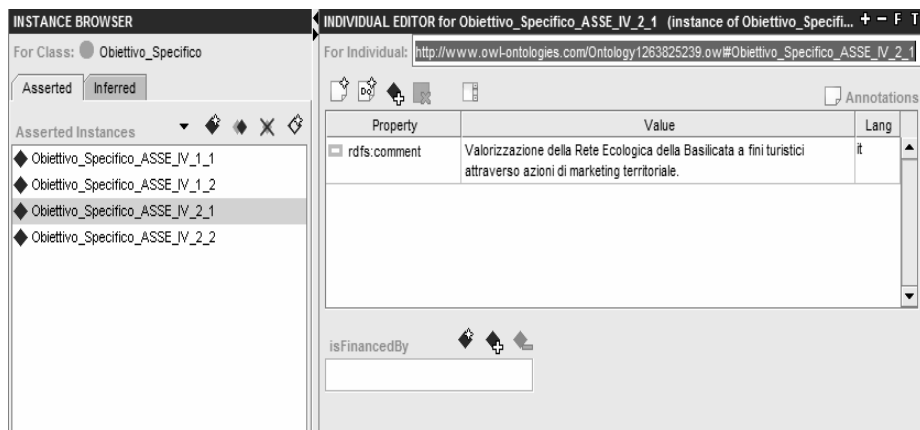 INSTANCE BROWSER
For Class: Obiettivo_Specifico
Asserted Inferred
Asserted Instances
Obiettivo_Specifico_ASSE_IV_1_1
Obiettivo_Specifico_ASSE_IV_1_2
Obiettivo_Specifico_ASSE_IV_2_1
Obiettivo_Specifico_ASSE_IV_2_2
INDIVIDUAL EDITOR for Obiettivo_Specifico_ASSE_IV_2_1 (instance of Obiettivo_Specifi... + − F T
For Individual: http://www.owl-ontologies.com/Ontology1263825239.owl#Obiettivo_Specifico_ASSE_IV_2_1
Annotations
Property Value Lang
rdfs:comment Valorizzazione della Rete Ecologica della Basilicata a fini turistici it
attraverso azioni di marketing territoriale.
isFinancedBy